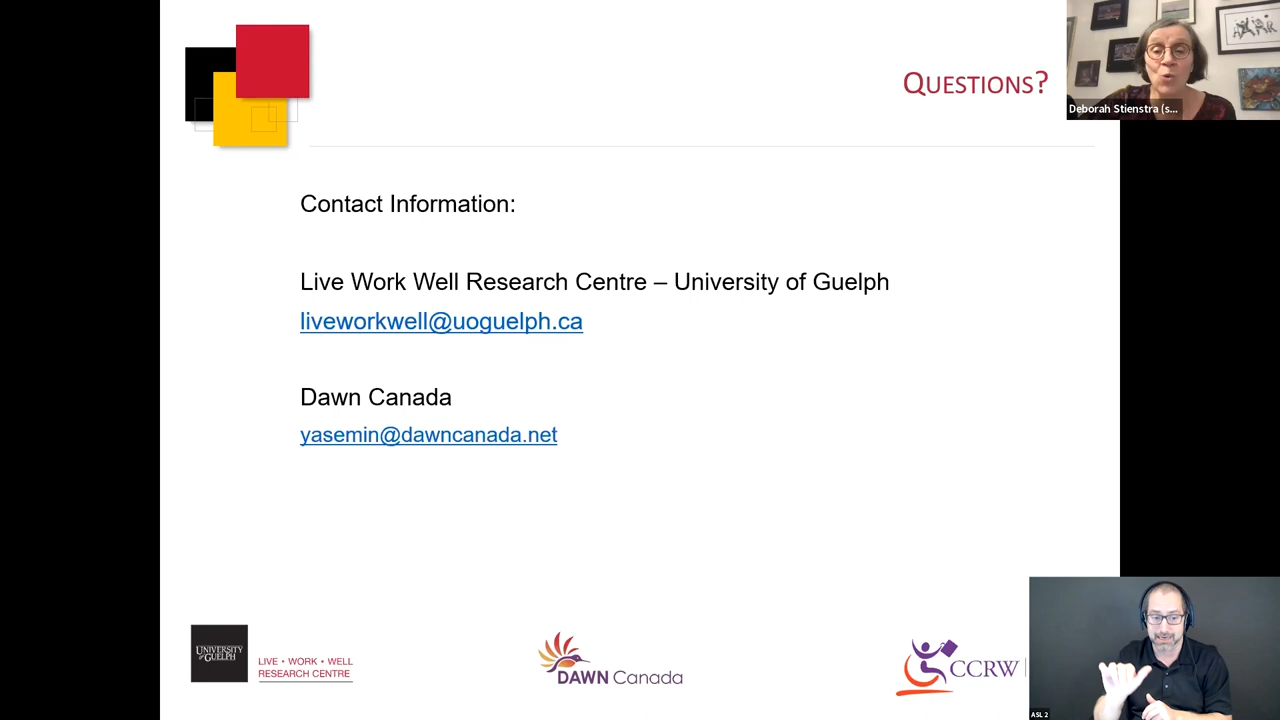 QUESTIONS?
Deborah Stienstra (s...
Contact Information:
Live Work Well Research Centre – University of Guelph
liveworkwell@uoguelph.ca
Dawn Canada
yasemin@dawncanada.net
UNIVERSITY
OF GUELPH
LIVE • WORK • WELL
RESEARCH CENTRE
DAWN Canada
CCRW
ASL 2